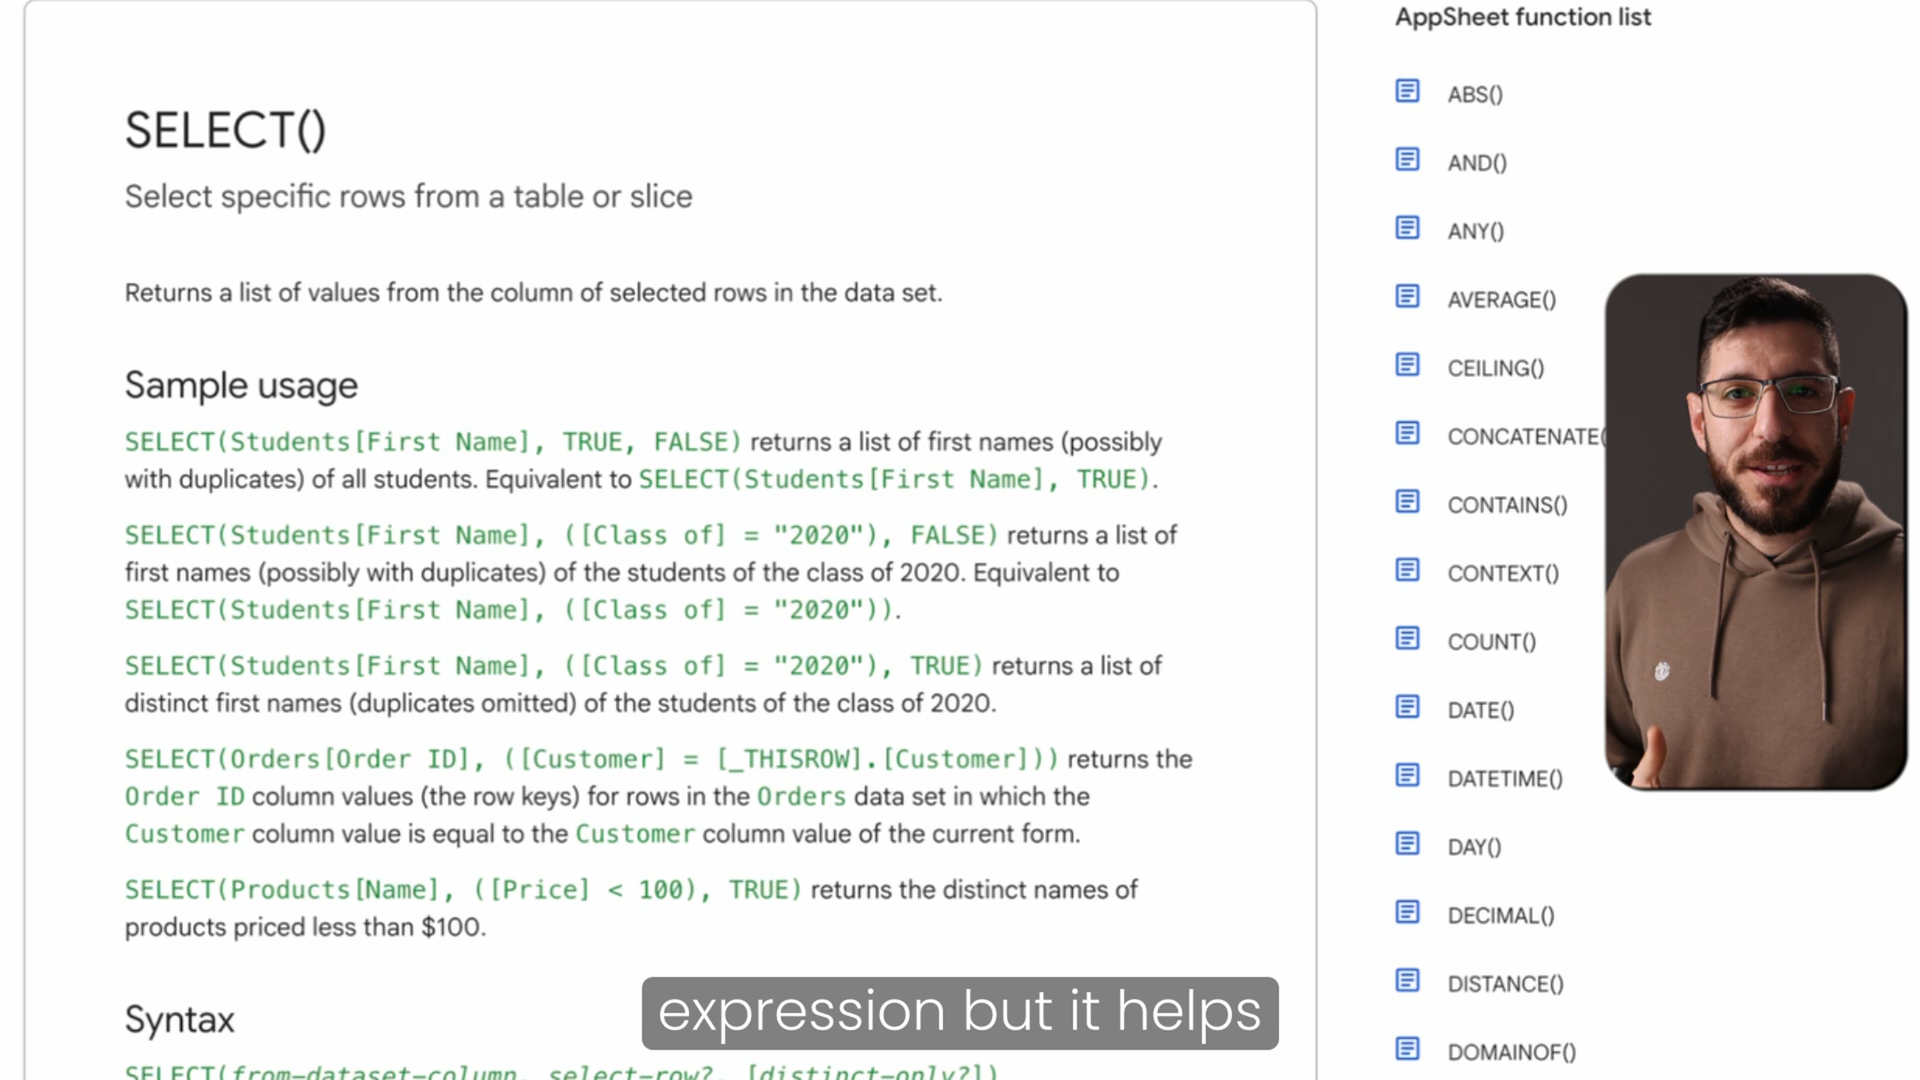 SELECT()
Select specific rows from a table or slice
Returns a list of values from the column of selected rows in the data set.
Sample usage
SELECT(Students[First Name], TRUE, FALSE) returns a list of first names (possibly
with duplicates) of all students. Equivalent to SELECT(Students[First Name], TRUE).
SELECT(Students[First Name], ([Class of] = "2020"), FALSE) returns a list of
first names (possibly with duplicates) of the students of the class of 2020. Equivalent to
SELECT(Students[First Name], ([Class of] = "2020")).
SELECT(Students[First Name], ([Class of] = "2020"), TRUE) returns a list of
distinct first names (duplicates omitted) of the students of the class of 2020.
SELECT(Orders[Order ID], ([Customer] = [_THISROW].[Customer])) returns the
Order ID column values (the row keys) for rows in the Orders data set in which the
Customer column value is equal to the Customer column value of the current form.
SELECT(Products[Name], ([Price] < 100), TRUE) returns the distinct names of
products priced less than $100.
Syntax
SELECT(from-dataset-column, select-row?, [distinct-only?])
AppSheet function list
ABS()
AND()
ANY()
AVERAGE()
CEILING()
CONCATENATE(
CONTAINS()
CONTEXT()
COUNT()
DATE()
DATETIME()
DAY()
DECIMAL()
DISTANCE()
DOMAINOF()
expression but it helps